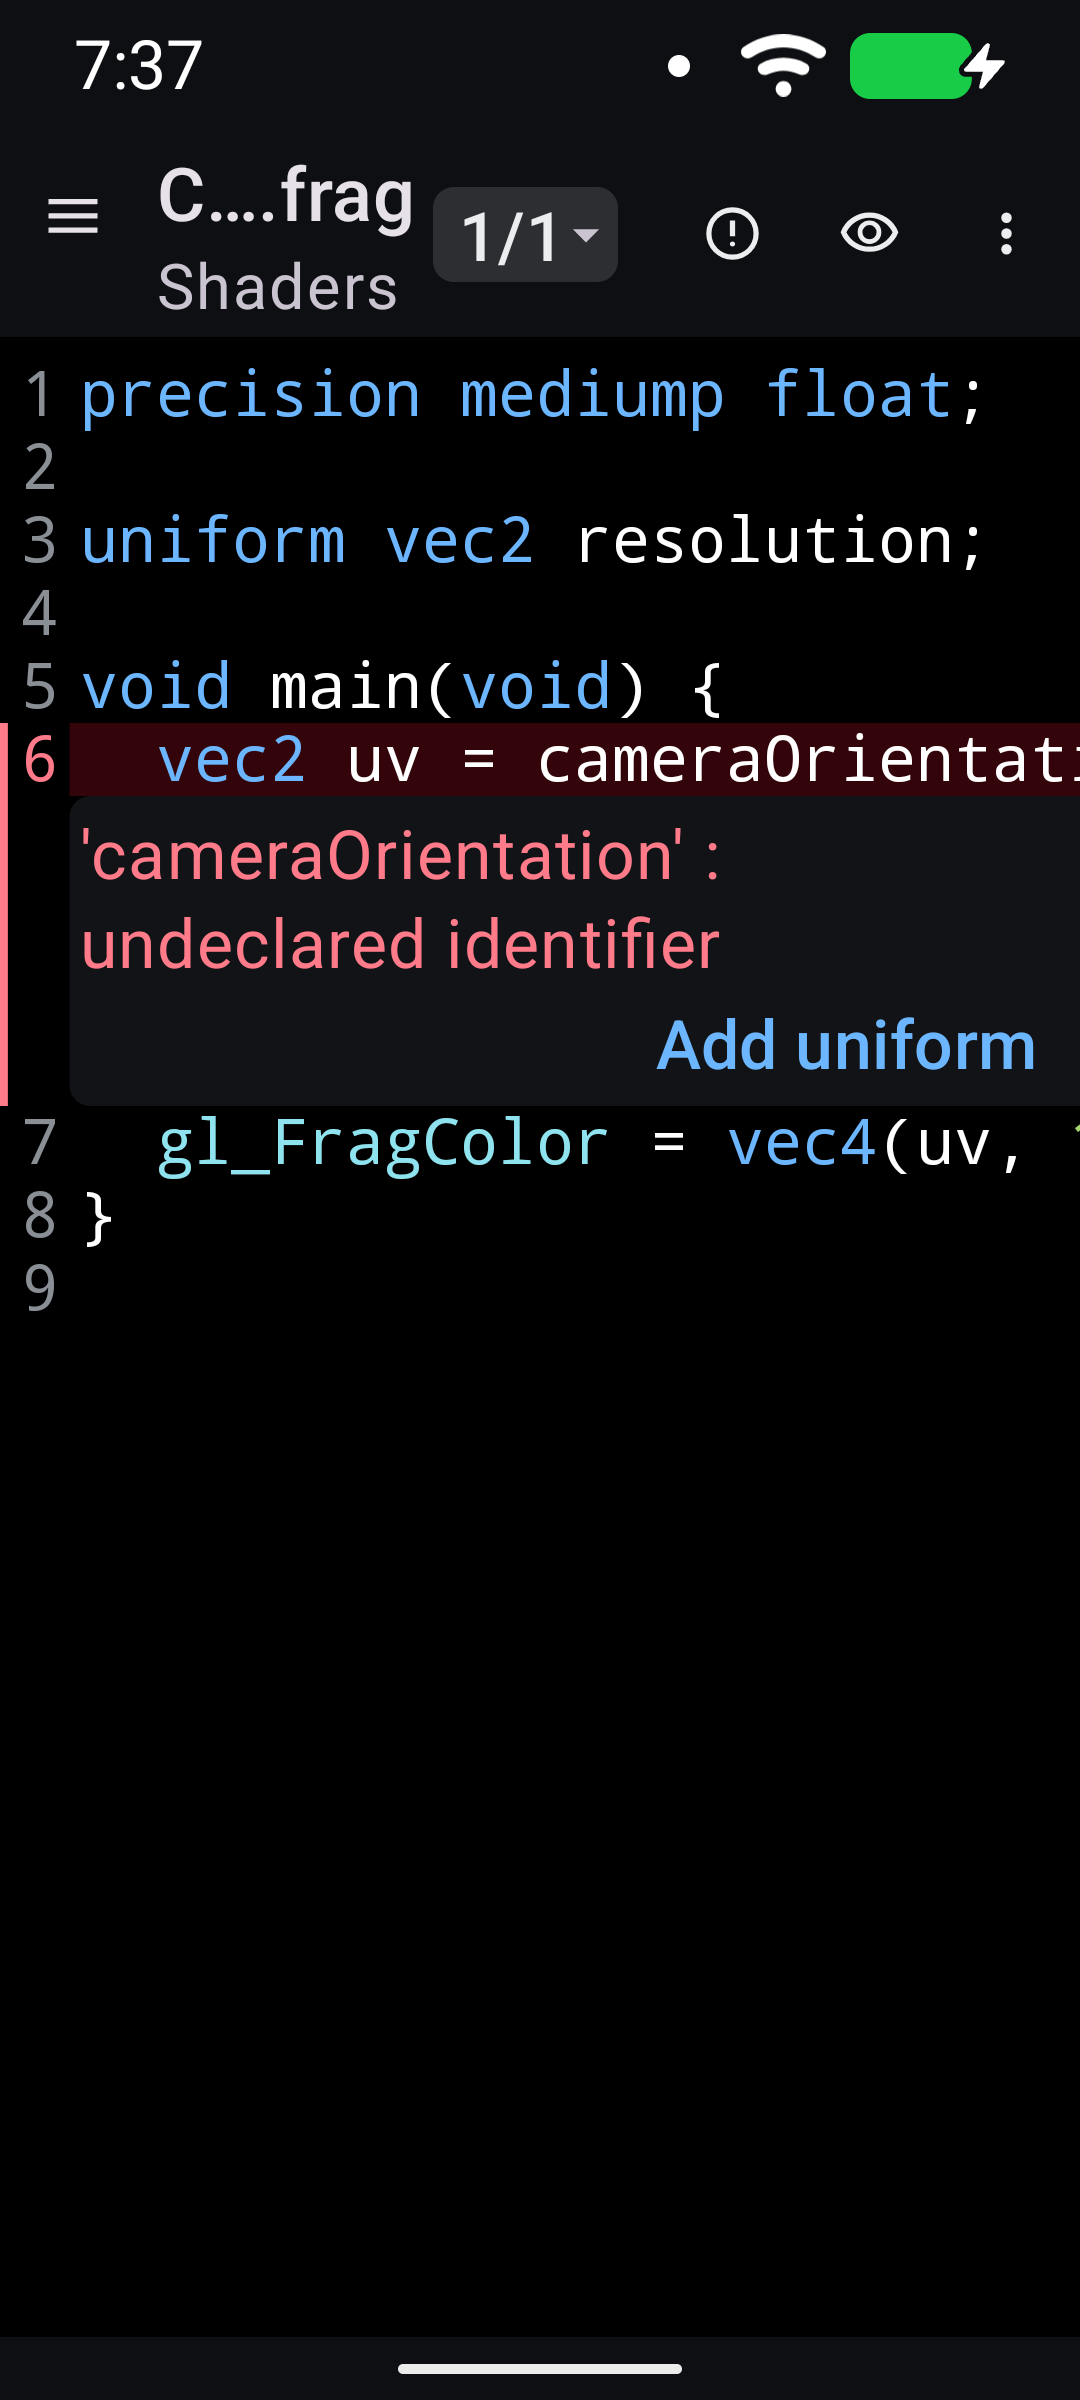 7:37
C….frag
Shaders
1/1
1 precision mediump float;
2
3 uniform vec2 resolution;
4
5 void main(void) {
6 vec2 uv = cameraOrientati
'cameraOrientation' :
undeclared identifier
Add uniform
7 gl_FragColor = vec4(uv,
8 }
9